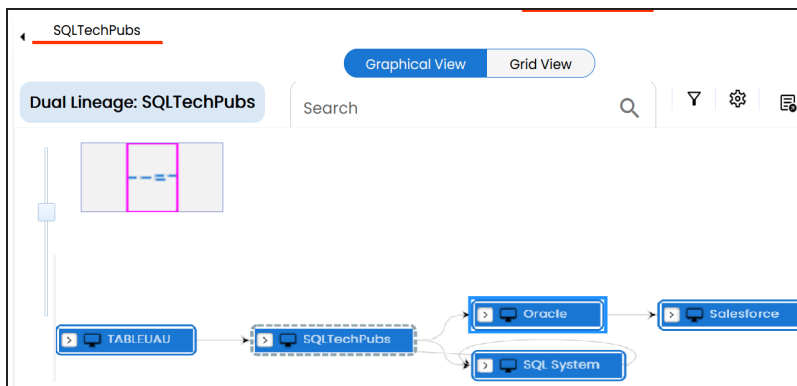 SQLTechPubs
Graphical View
Grid View
Dual Lineage: SQLTechPubs
Search
Oracle
Salesforce
TABLEUAU
SQLTechPubs
SQL System